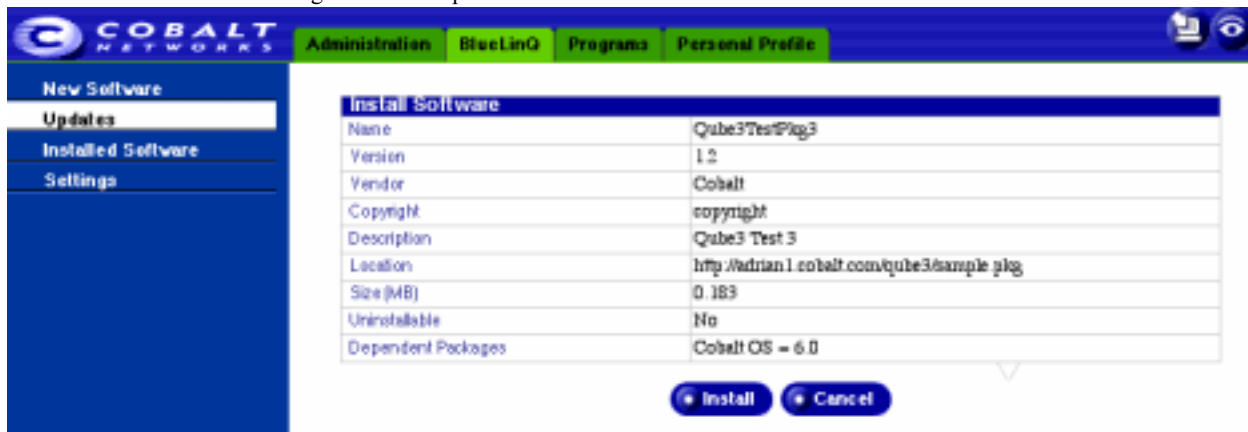 COBALT
NETWORKS
Administration BlueLinQ Programs Personal Profile
New Software
Updates
Installed Software
Settings
Install Software
Name Qube3TestPkg3
Version 1.2
Vendor Cobalt
Copyright copyright
Description Qube3 Test 3
Location http://adrian1.cobalt.com/qube3/sample.pkg
Size (MB) 0.183
Uninstallable No
Dependent Packages Cobalt OS = 6.0
Install Cancel